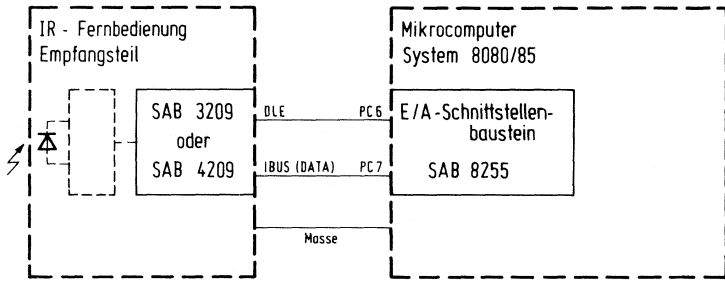 IR - Fernbedienung
Empfangsteil
SAB 3209
oder
SAB 4209
DLE
PC6
IBUS (DATA)
PC7
Masse
Mikrocomputer
System 8080/85
E/A-Schnittstellen-
baustein
SAB 8255